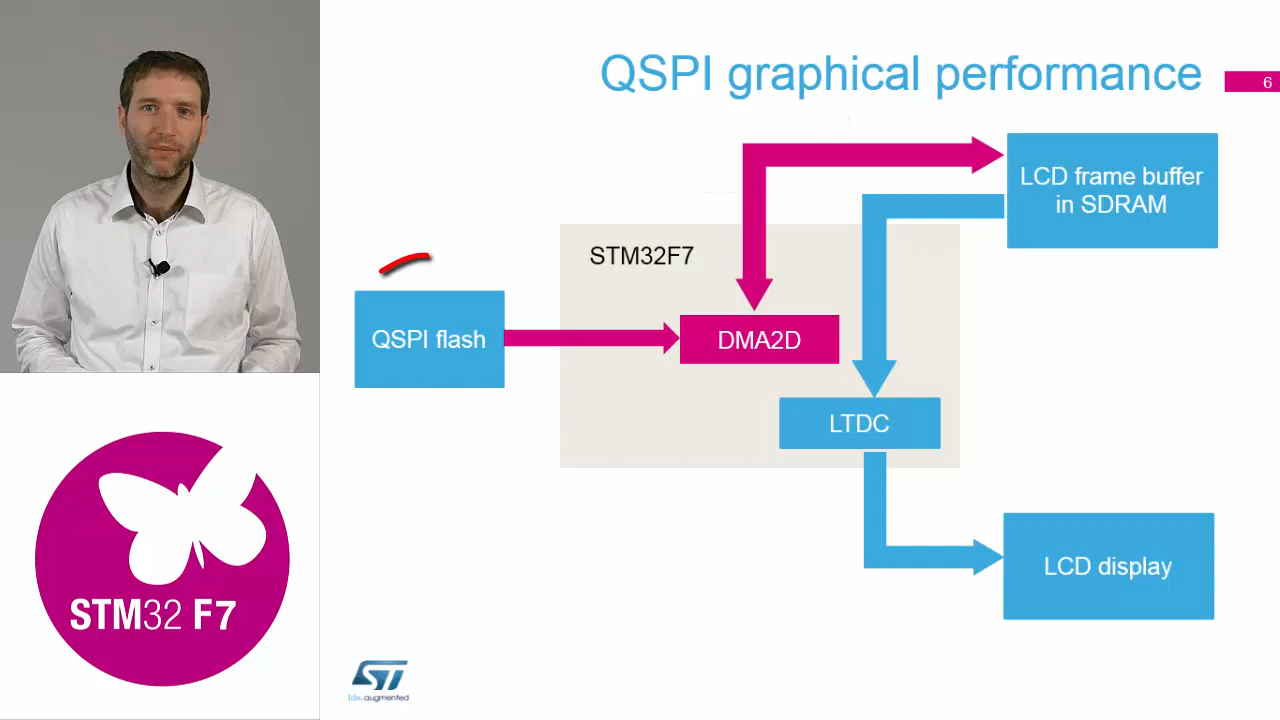 QSPI graphical performance
6
LCD frame buffer
in SDRAM
STM32F7
QSPI flash
DMA2D
LTDC
LCD display
STM32 F7
ST
life.augmented